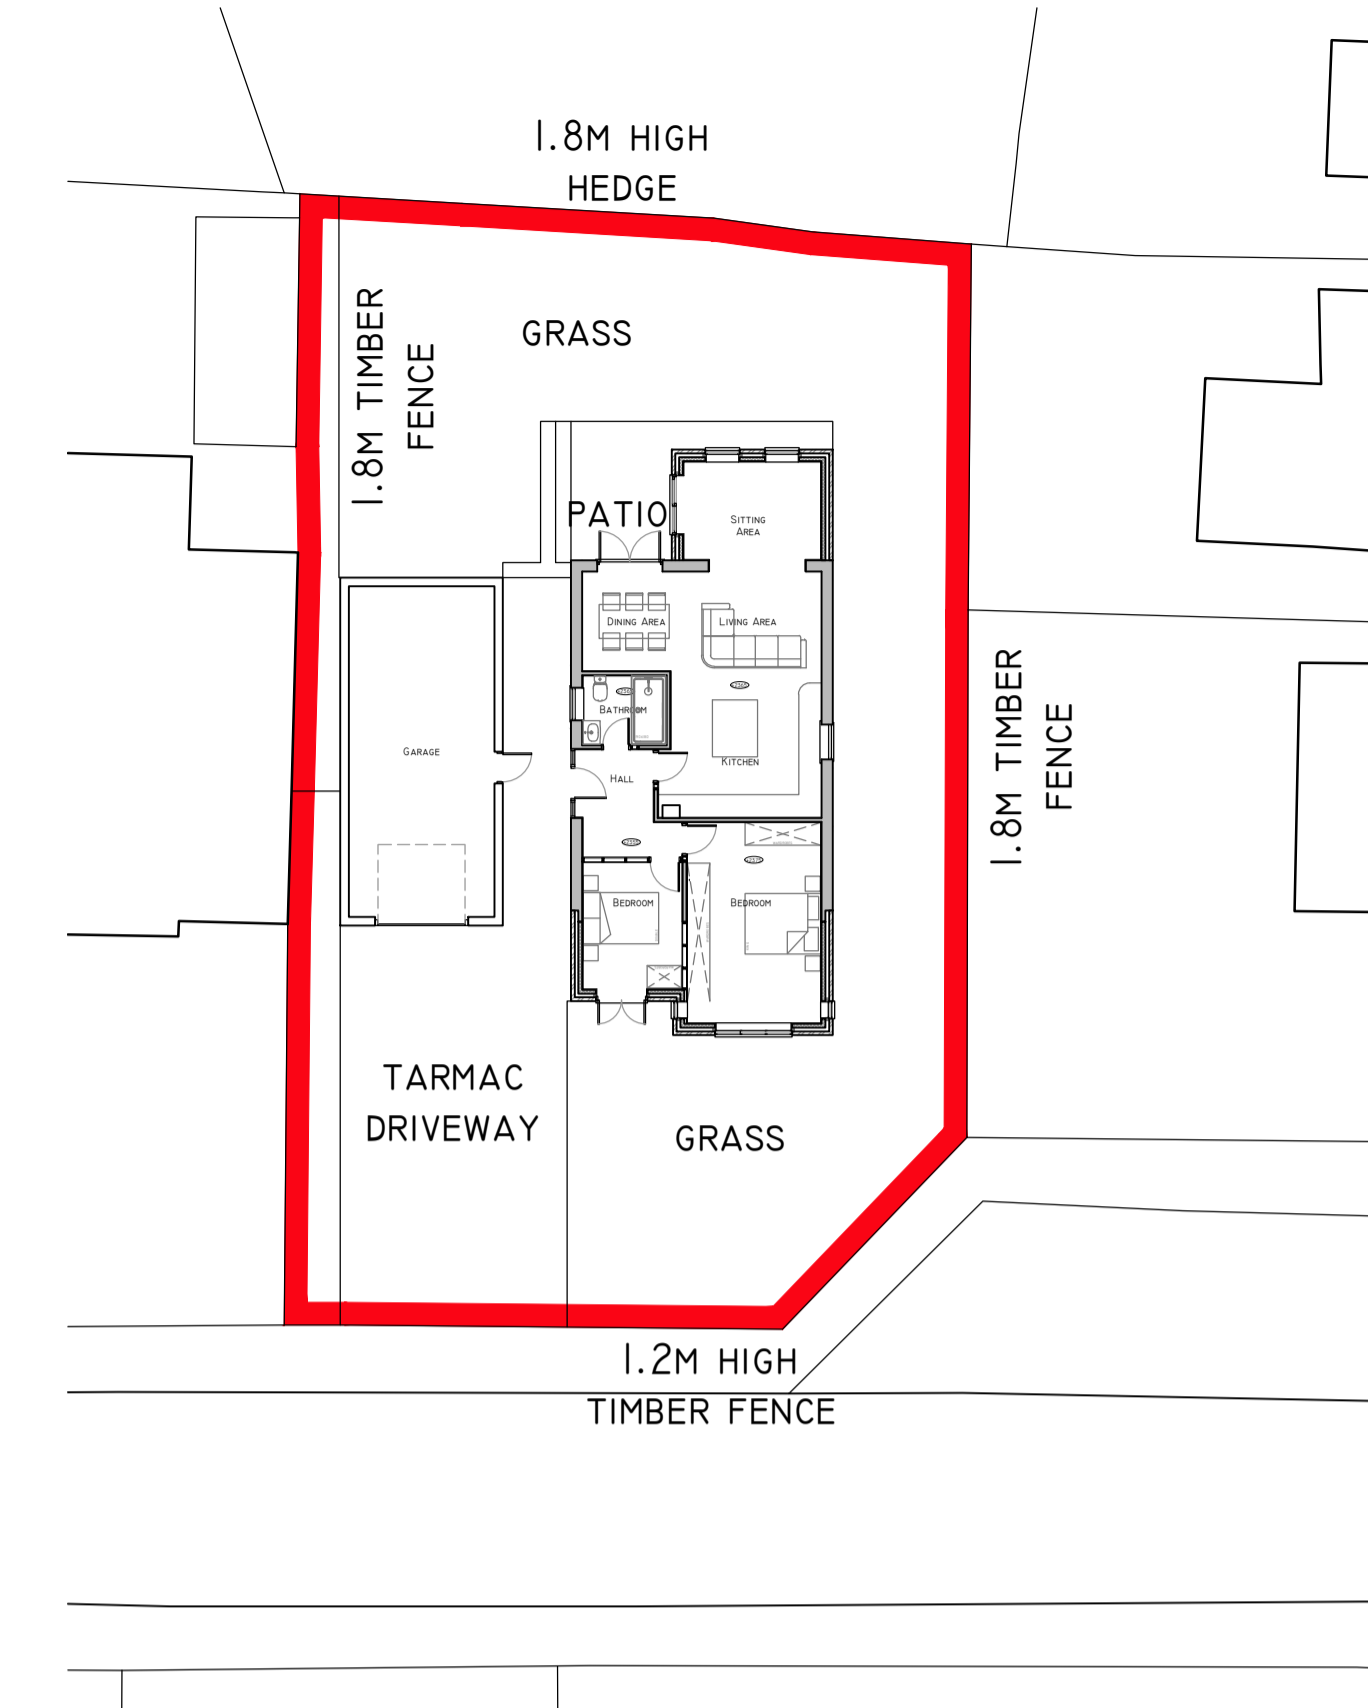 1.8M HIGH
HEDGE
1.8M TIMBER
FENCE
GRASS
PATIO
SITTING
AREA
DINING AREA
LIVING AREA
BATHROOM
GARAGE
KITCHEN
HALL
1.8M TIMBER
FENCE
BEDROOM
BEDROOM
TARMAC
DRIVEWAY
GRASS
1.2M HIGH
TIMBER FENCE